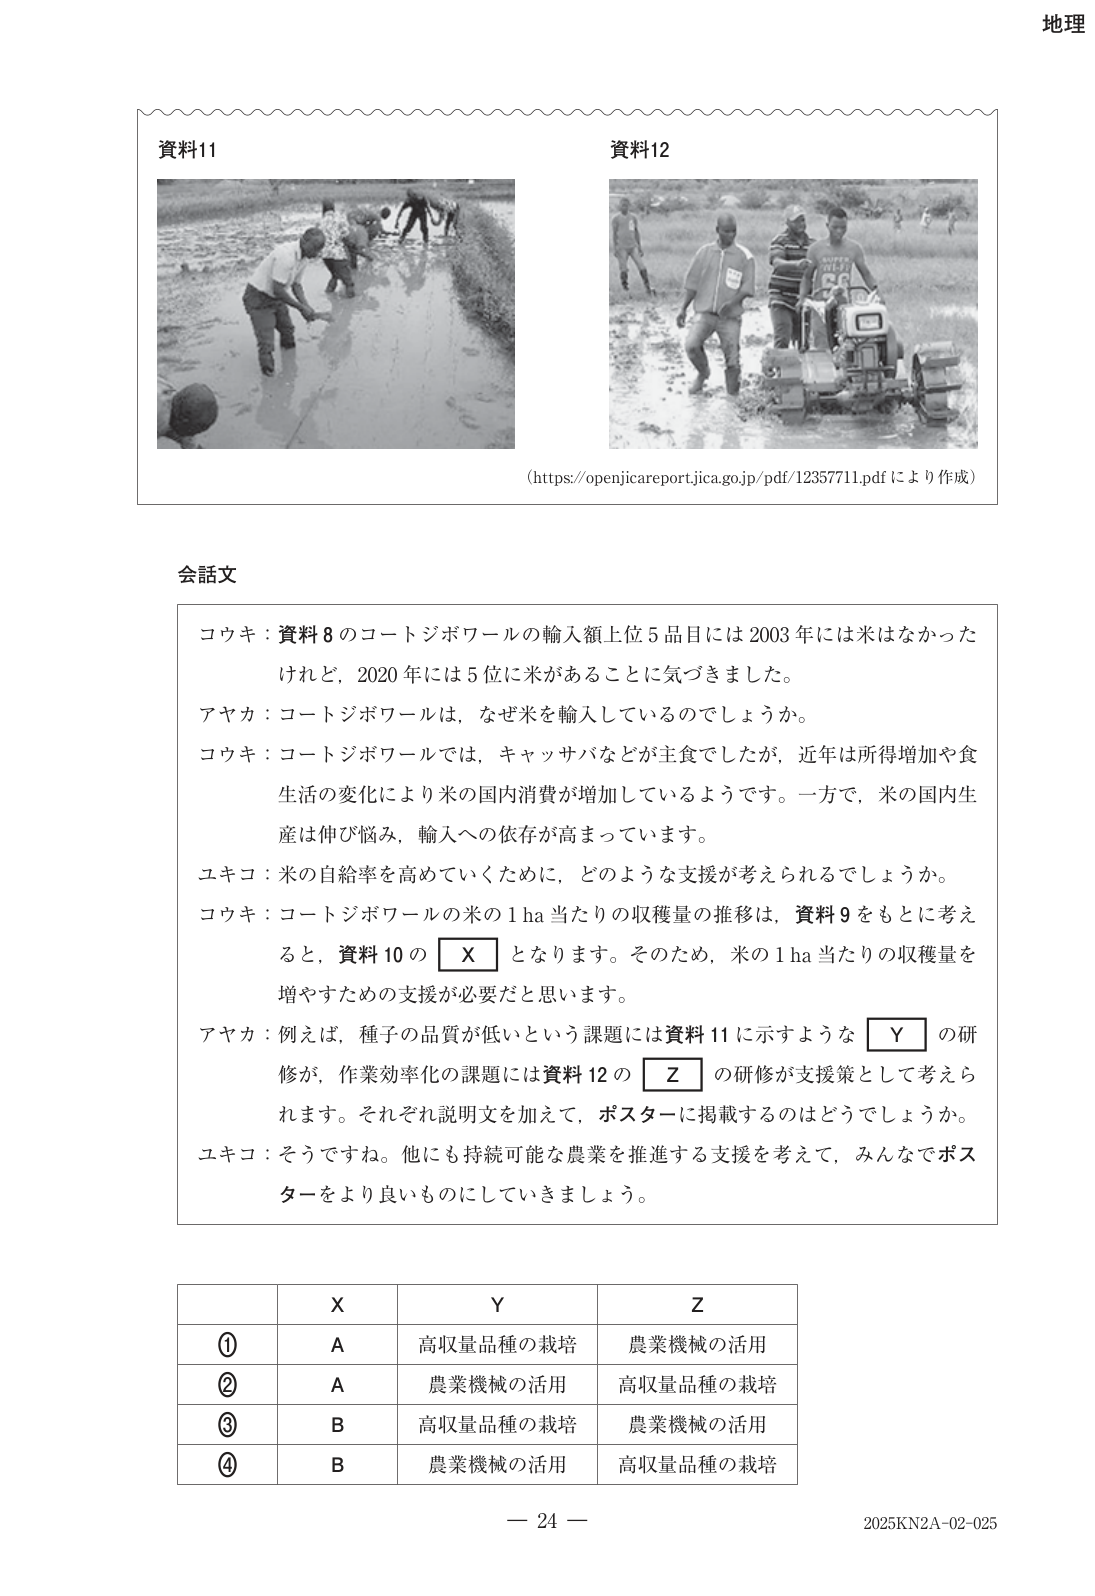 地理
資料11
資料12
（https://openjicareport.jica.go.jp/pdf/12357711.pdf により作成）
会話文
コウキ：資料8のコートジボワールの輸入額上位5品目には2003年には米はなかった
けれど，2020年には5位に米があることに気づきました。
アヤカ：コートジボワールは，なぜ米を輸入しているのでしょうか。
コウキ：コートジボワールでは，キャッサバなどが主食でしたが，近年は所得増加や食
生活の変化により米の国内消費が増加しているようです。一方で，米の国内生
産は伸び悩み，輸入への依存が高まっています。
ユキコ：米の自給率を高めていくために，どのような支援が考えられるでしょうか。
コウキ：コートジボワールの米の1ha当たりの収穫量の推移は，資料9をもとに考え
ると，資料10の X となります。そのため，米の1ha当たりの収穫量を
増やすための支援が必要だと思います。
アヤカ：例えば，種子の品質が低いという課題には資料11に示すような Y の研
修が，作業効率化の課題には資料12の Z の研修が支援策として考えら
れます。それぞれ説明文を加えて，ポスターに掲載するのはどうでしょうか。
ユキコ：そうですね。他にも持続可能な農業を推進する支援を考えて，みんなでポス
ターをより良いものにしていきましょう。
X Y Z
① A 高収量品種の栽培 農業機械の活用
② A 農業機械の活用 高収量品種の栽培
③ B 高収量品種の栽培 農業機械の活用
④ B 農業機械の活用 高収量品種の栽培
― 24 ―
2025KN2A-02-025